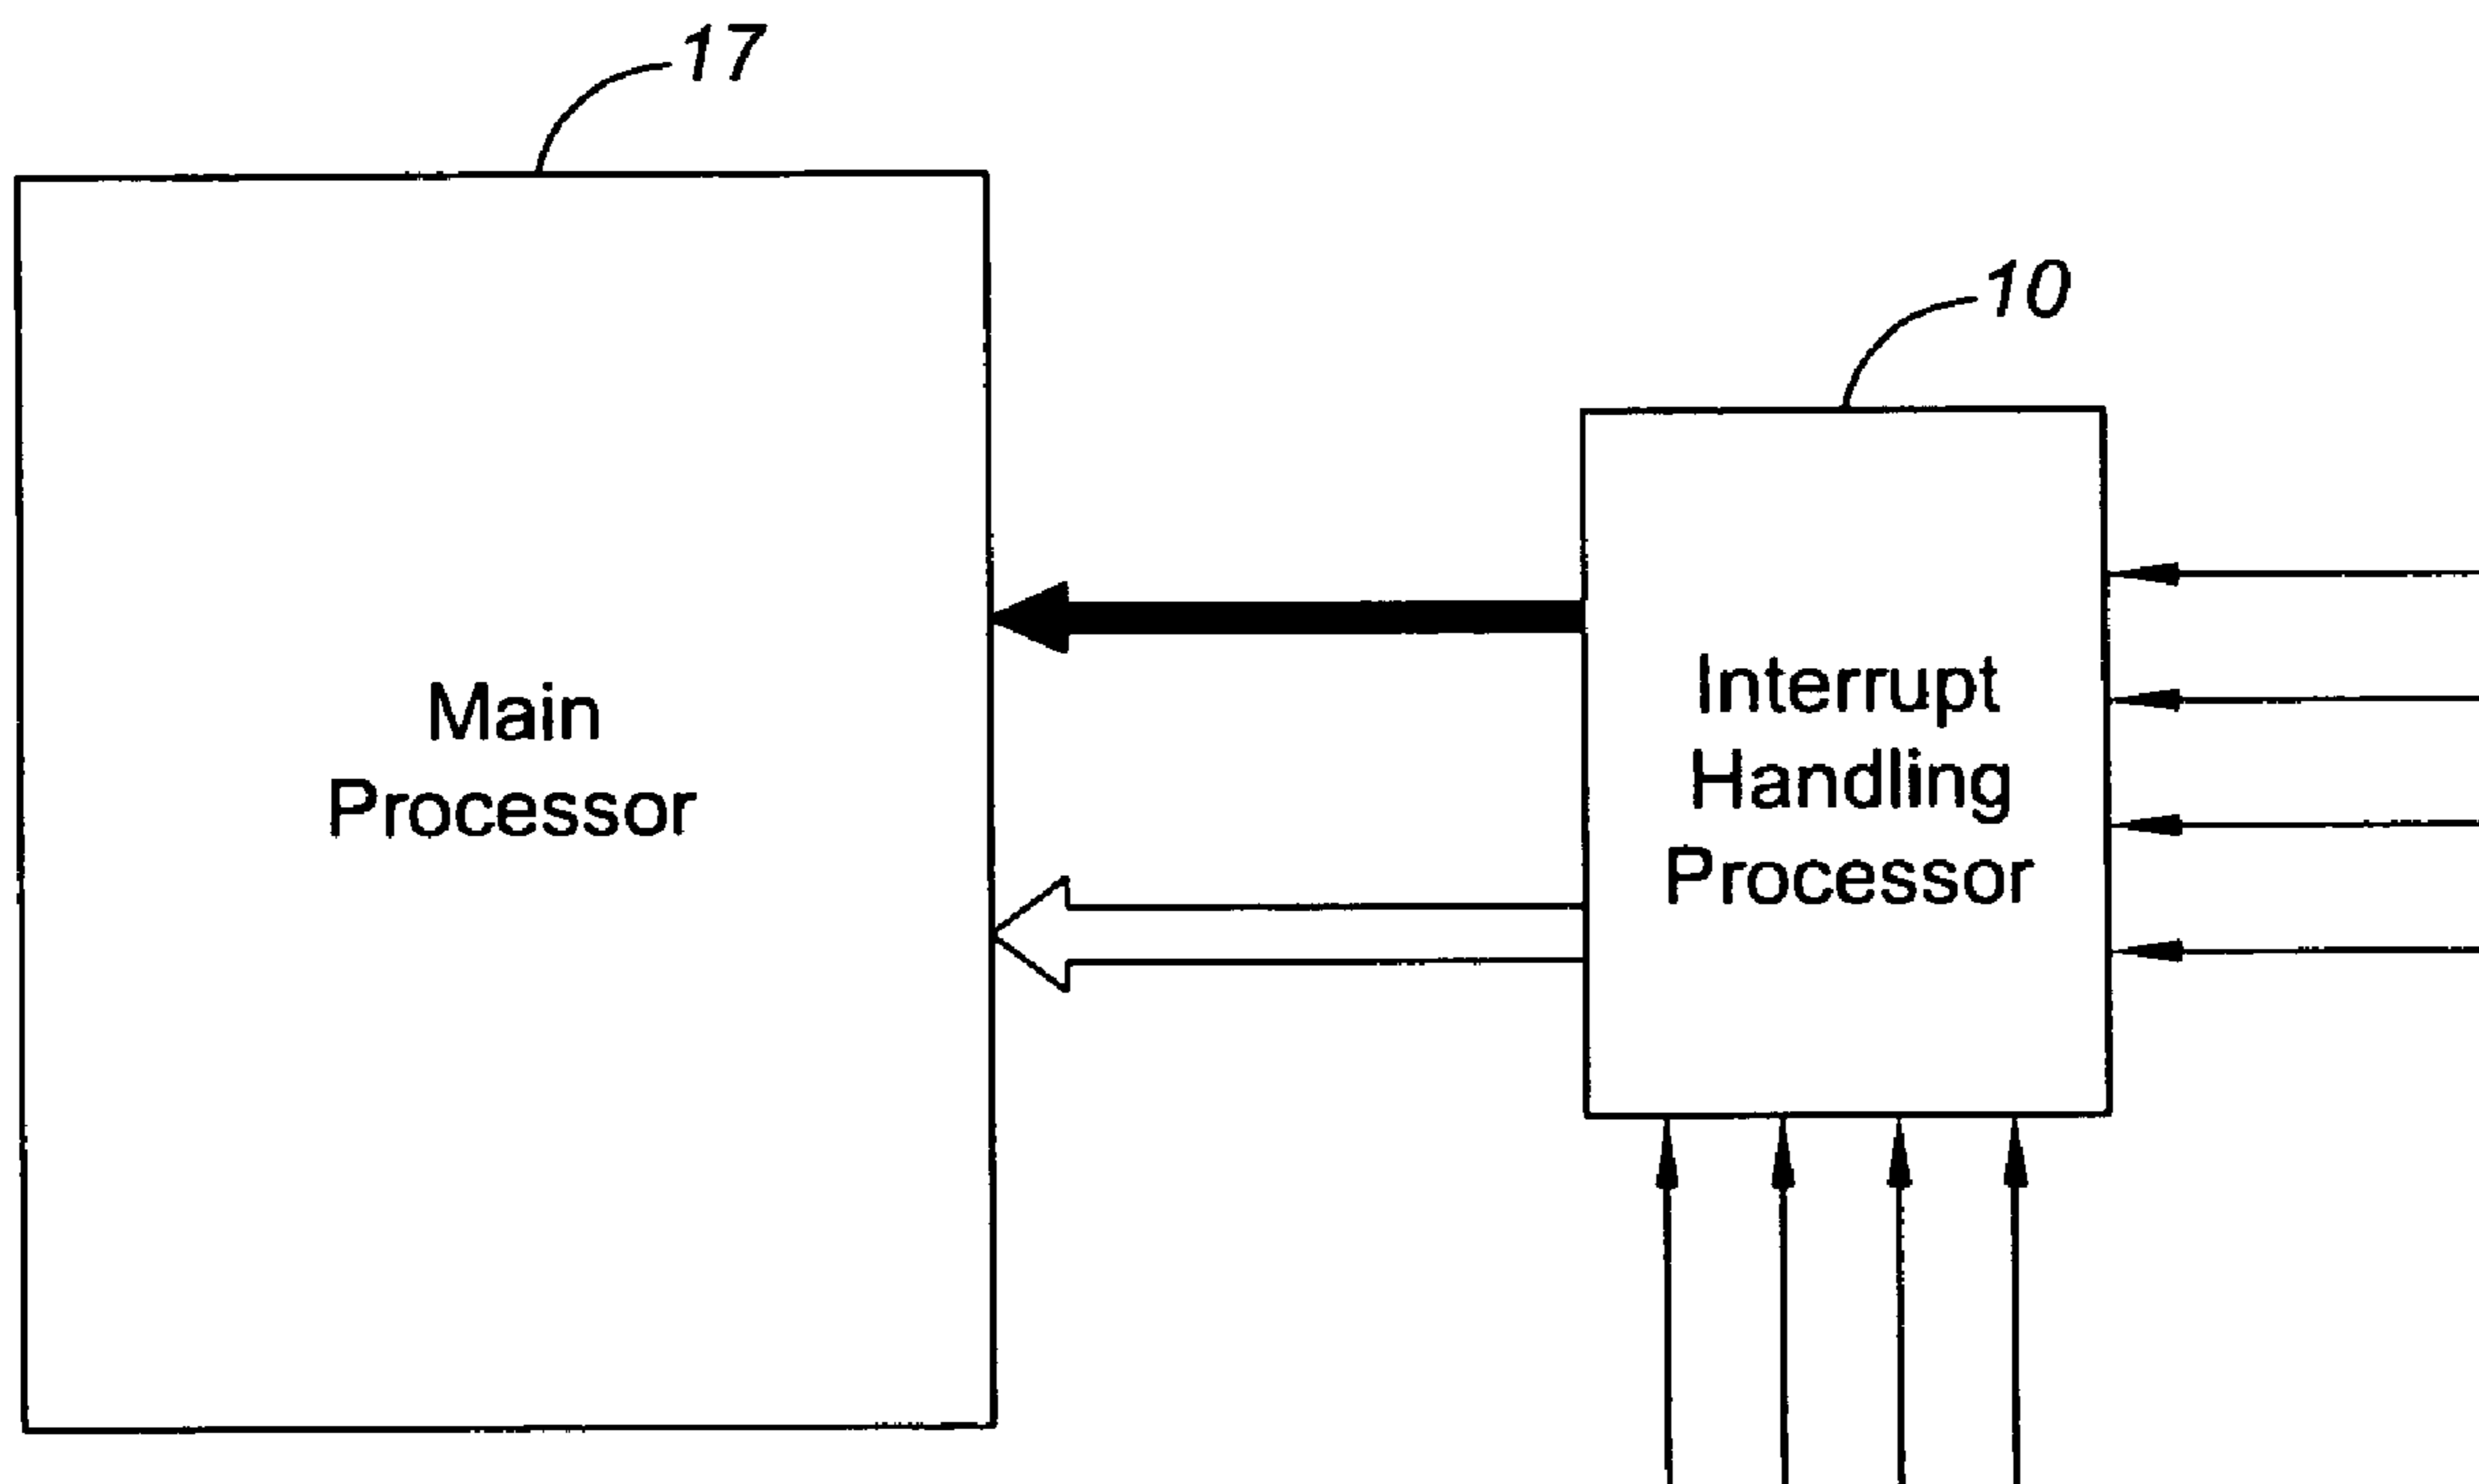 17
10
Main
Processor
Interrupt
Handling
Processor